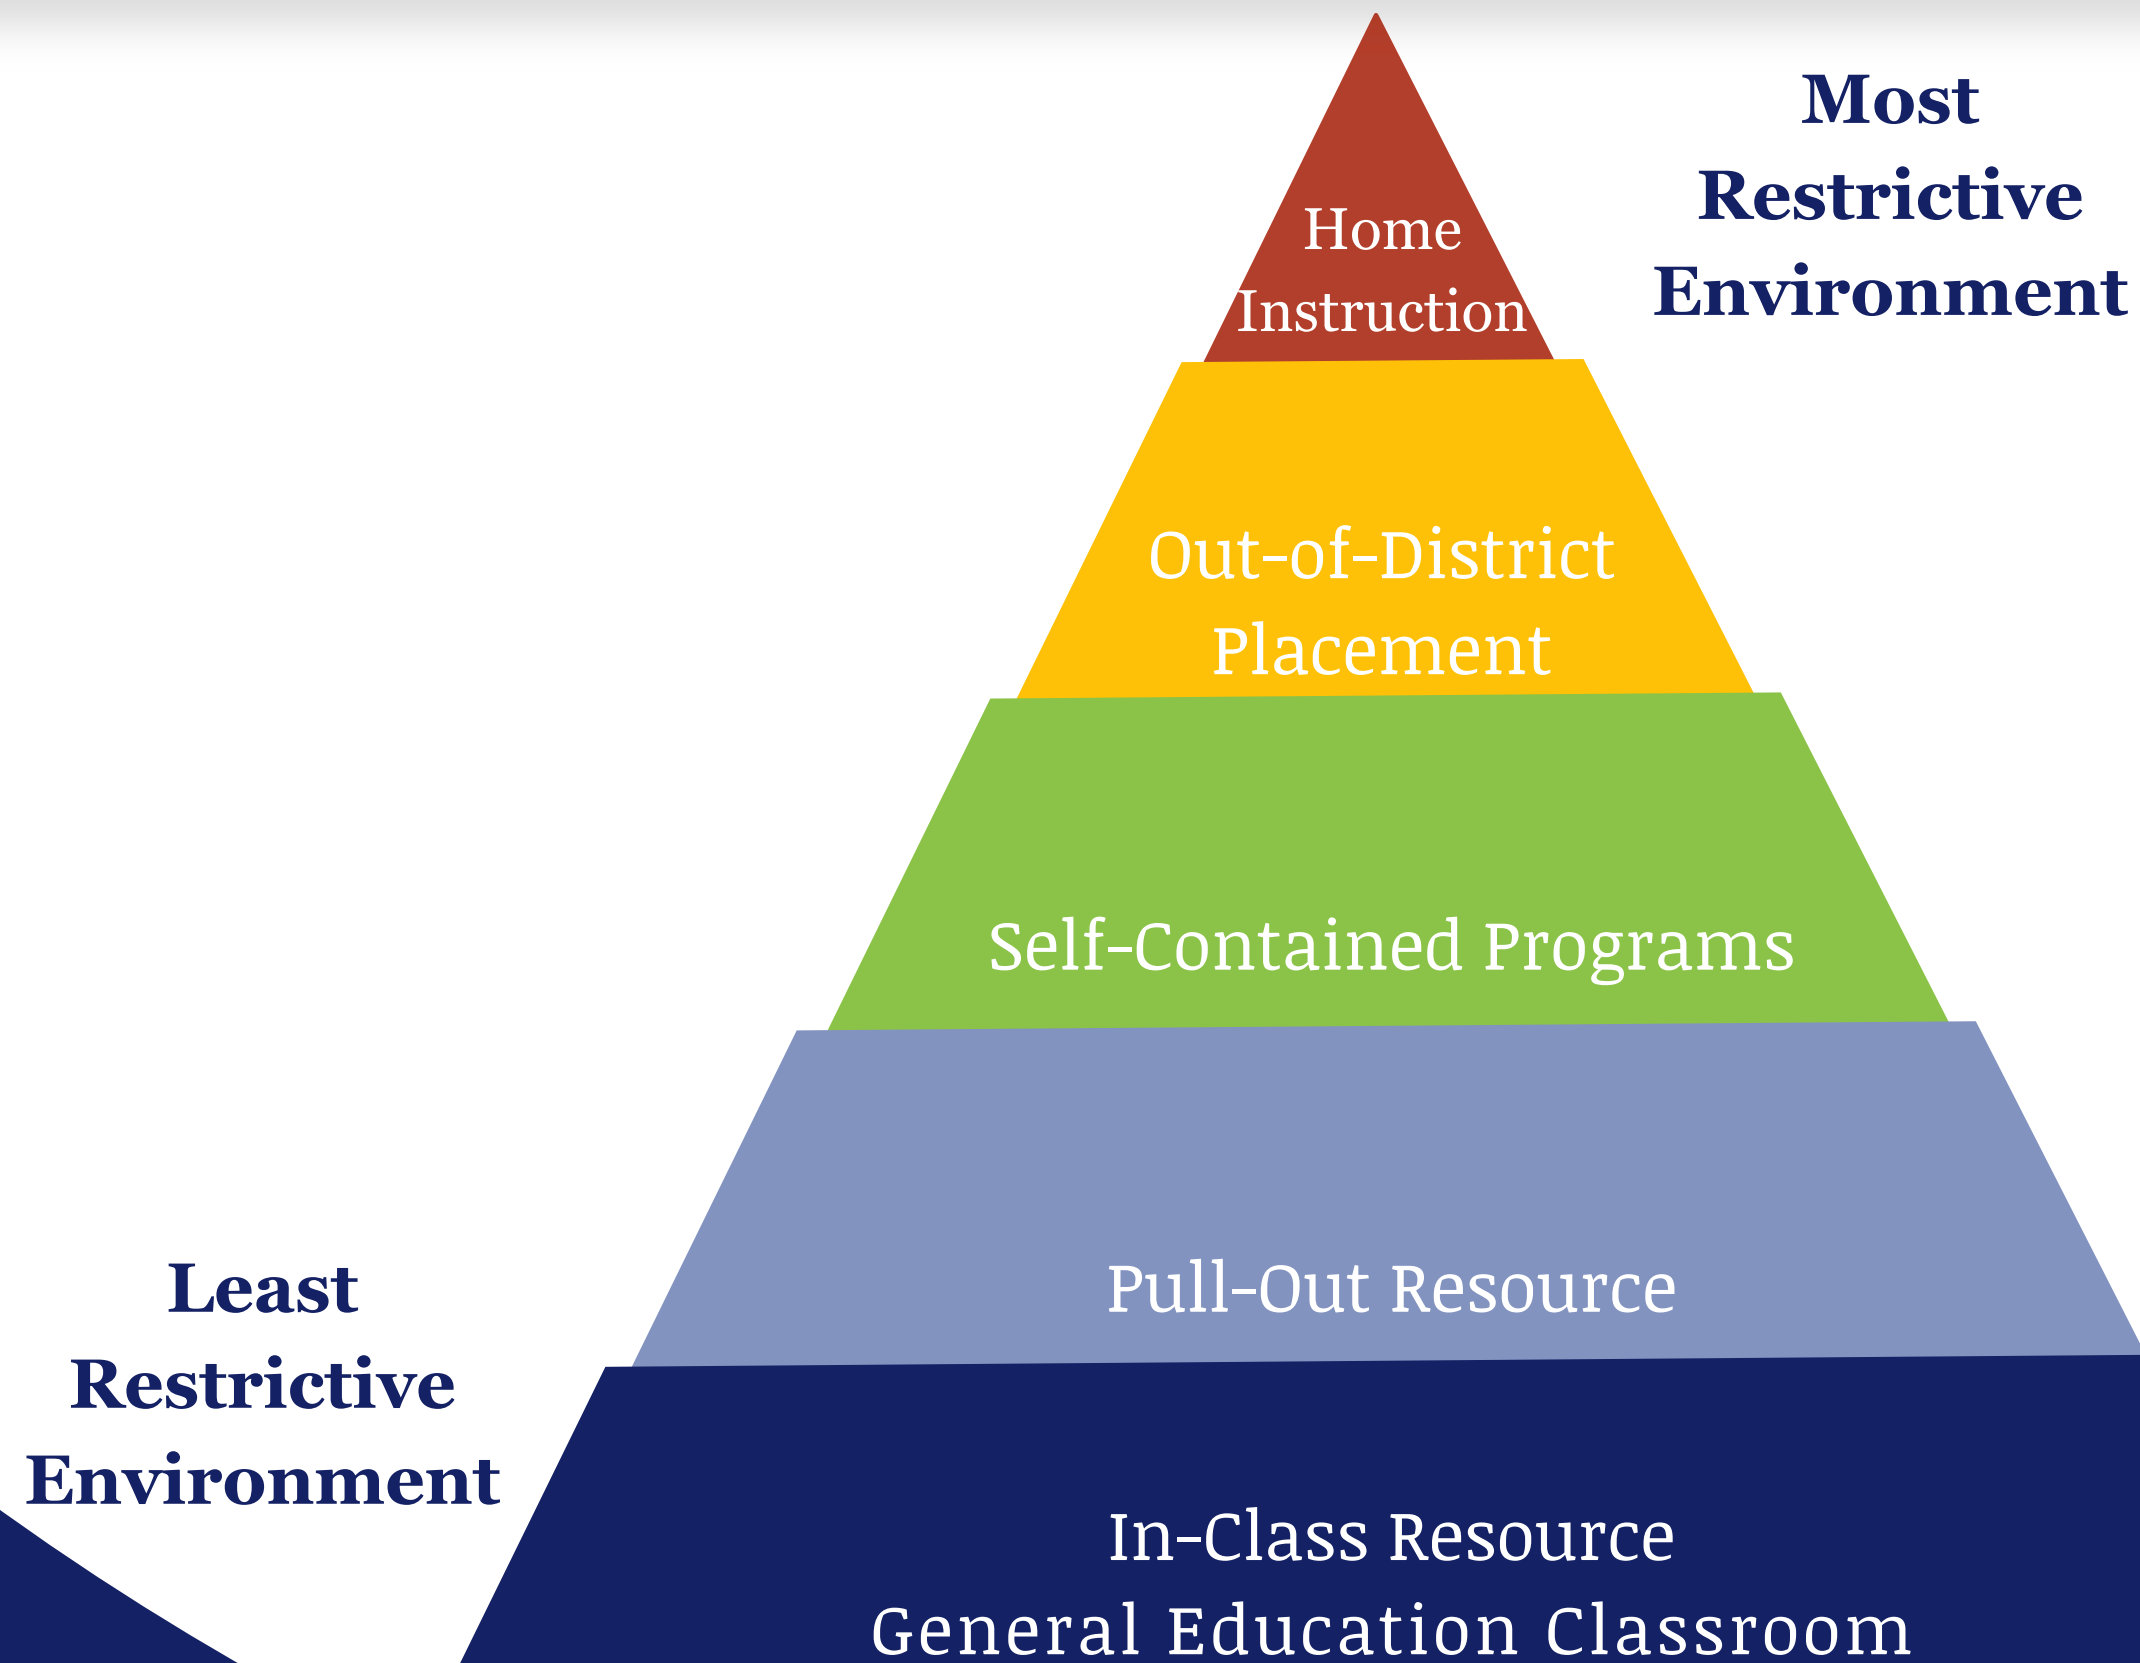 Most
Restrictive
Environment
Home
Instruction
Out-of-District
Placement
Self-Contained Programs
Pull-Out Resource
Least
Restrictive
Environment
In-Class Resource
General Education Classroom